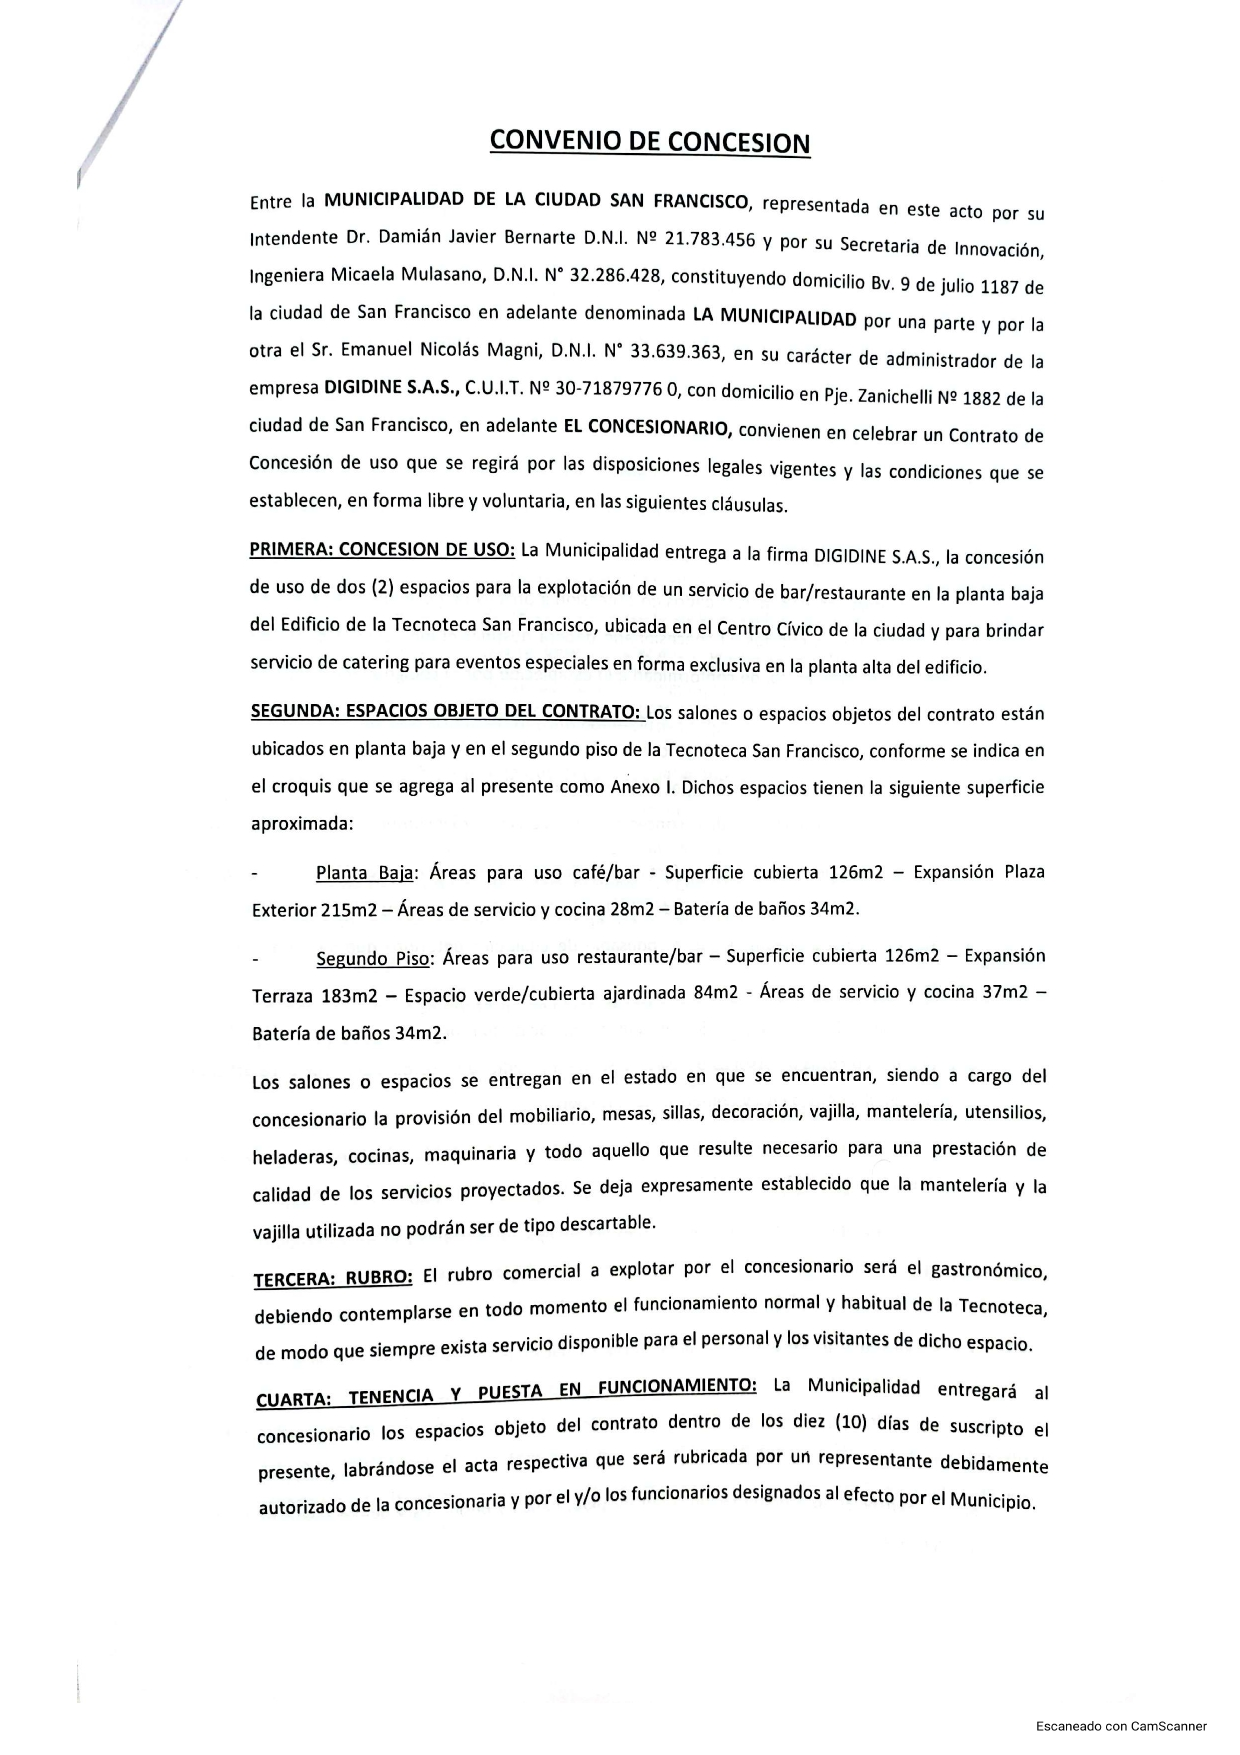 CONVENIO DE CONCESION
Entre la MUNICIPALIDAD DE LA CIUDAD SAN FRANCISCO, representada en este acto por su
Intendente Dr. Damián Javier Bernarte D.N.I. Nº 21.783.456 y por su Secretaria de Innovación,
Ingeniera Micaela Mulasano, D.N.I. N° 32.286.428, constituyendo domicilio Bv. 9 de julio 1187 de
la ciudad de San Francisco en adelante denominada LA MUNICIPALIDAD por una parte y por la
otra el Sr. Emanuel Nicolás Magni, D.N.I. N° 33.639.363, en su carácter de administrador de la
empresa DIGIDINE S.A.S., C.U.I.T. Nº 30-71879776 0, con domicilio en Pje. Zanichelli Nº 1882 de la
ciudad de San Francisco, en adelante EL CONCESIONARIO, convienen en celebrar un Contrato de
Concesión de uso que se regirá por las disposiciones legales vigentes y las condiciones que se
establecen, en forma libre y voluntaria, en las siguientes cláusulas.
PRIMERA: CONCESION DE USO: La Municipalidad entrega a la firma DIGIDINE S.A.S., la concesión
de uso de dos (2) espacios para la explotación de un servicio de bar/restaurante en la planta baja
del Edificio de la Tecnoteca San Francisco, ubicada en el Centro Cívico de la ciudad y para brindar
servicio de catering para eventos especiales en forma exclusiva en la planta alta del edificio.
SEGUNDA: ESPACIOS OBJETO DEL CONTRATO: Los salones o espacios objetos del contrato están
ubicados en planta baja y en el segundo piso de la Tecnoteca San Francisco, conforme se indica en
el croquis que se agrega al presente como Anexo I. Dichos espacios tienen la siguiente superficie
aproximada:
- Planta Baja: Áreas para uso café/bar - Superficie cubierta 126m2 – Expansión Plaza
Exterior 215m2 – Áreas de servicio y cocina 28m2 – Batería de baños 34m2.
- Segundo Piso: Áreas para uso restaurante/bar – Superficie cubierta 126m2 – Expansión
Terraza 183m2 – Espacio verde/cubierta ajardinada 84m2 - Áreas de servicio y cocina 37m2 –
Batería de baños 34m2.
Los salones o espacios se entregan en el estado en que se encuentran, siendo a cargo del
concesionario la provisión del mobiliario, mesas, sillas, decoración, vajilla, mantelería, utensilios,
heladeras, cocinas, maquinaria y todo aquello que resulte necesario para una prestación de
calidad de los servicios proyectados. Se deja expresamente establecido que la mantelería y la
vajilla utilizada no podrán ser de tipo descartable.
TERCERA: RUBRO: El rubro comercial a explotar por el concesionario será el gastronómico,
debiendo contemplarse en todo momento el funcionamiento normal y habitual de la Tecnoteca,
de modo que siempre exista servicio disponible para el personal y los visitantes de dicho espacio.
CUARTA: TENENCIA Y PUESTA EN FUNCIONAMIENTO: La Municipalidad entregará al
concesionario los espacios objeto del contrato dentro de los diez (10) días de suscripto el
presente, labrándose el acta respectiva que será rubricada por un representante debidamente
autorizado de la concesionaria y por el y/o los funcionarios designados al efecto por el Municipio.
Escaneado con CamScanner